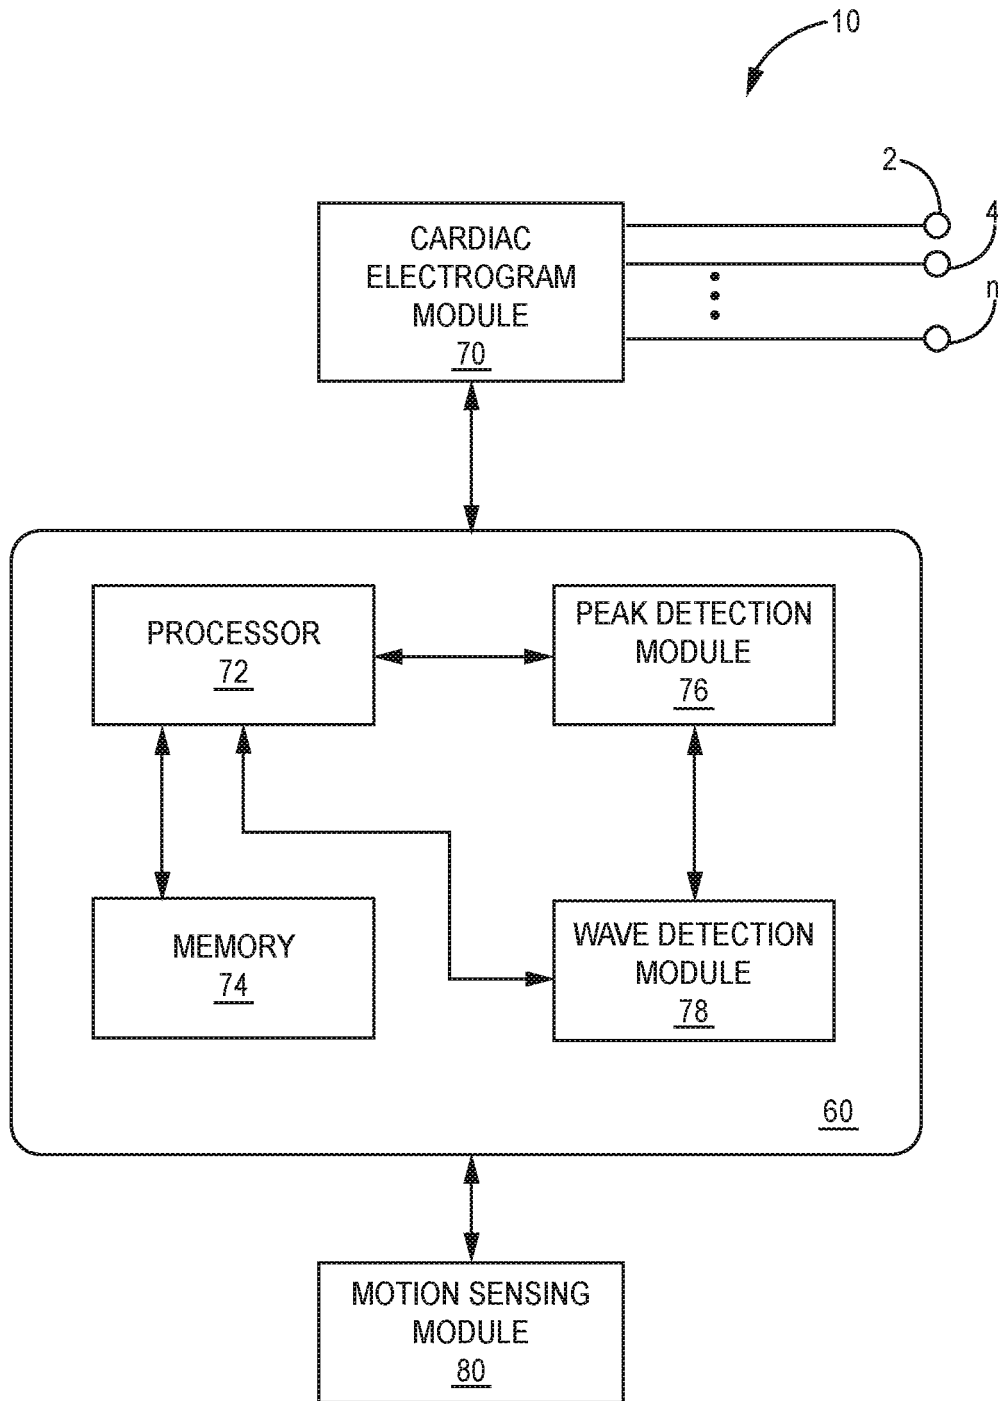 10
2
4
n
CARDIAC
ELECTROGRAM
MODULE
70
PROCESSOR
72
PEAK DETECTION
MODULE
76
MEMORY
74
WAVE DETECTION
MODULE
78
60
MOTION SENSING
MODULE
80